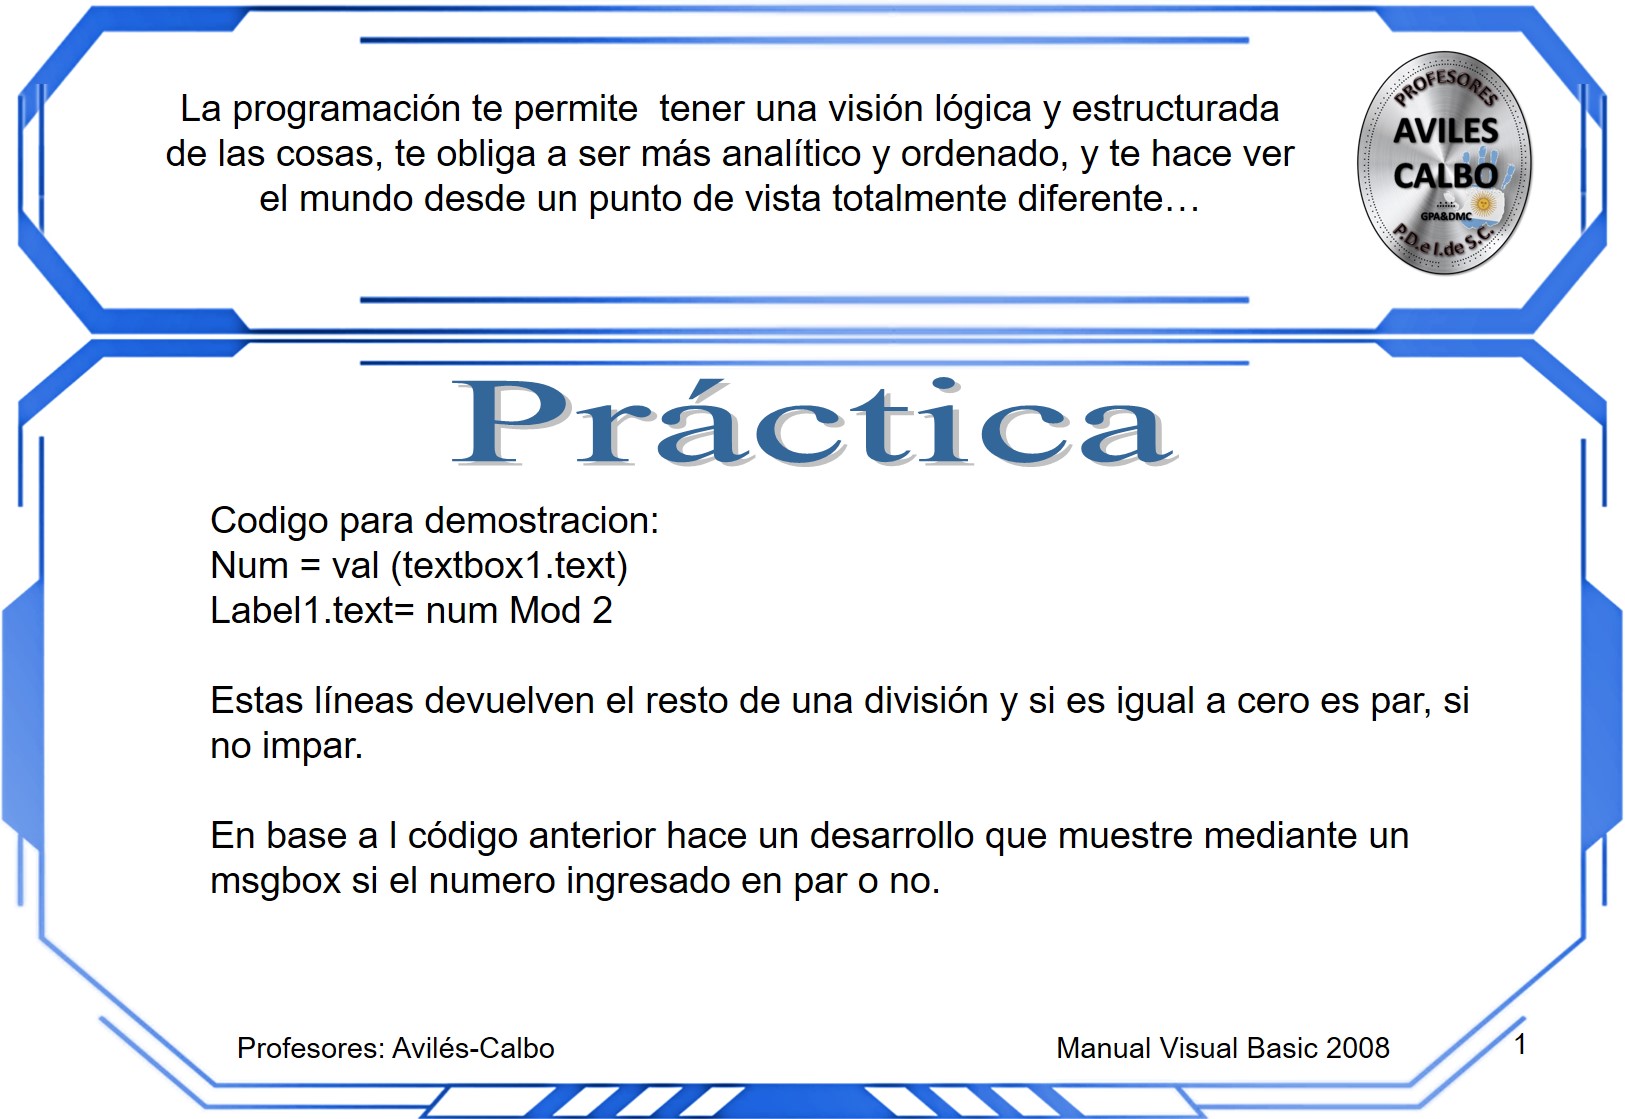 La programación te permite  tener una visión lógica y estructurada
de las cosas, te obliga a ser más analítico y ordenado, y te hace ver
el mundo desde un punto de vista totalmente diferente…
PROFESORES
AVILES
CALBO
GPA&DMC
P.D.e I.de S.C.
Práctica
Codigo para demostracion:
Num = val (textbox1.text)
Label1.text= num Mod 2
Estas líneas devuelven el resto de una división y si es igual a cero es par, si
no impar.
En base a l código anterior hace un desarrollo que muestre mediante un
msgbox si el numero ingresado en par o no.
Profesores: Avilés-Calbo
Manual Visual Basic 2008
1